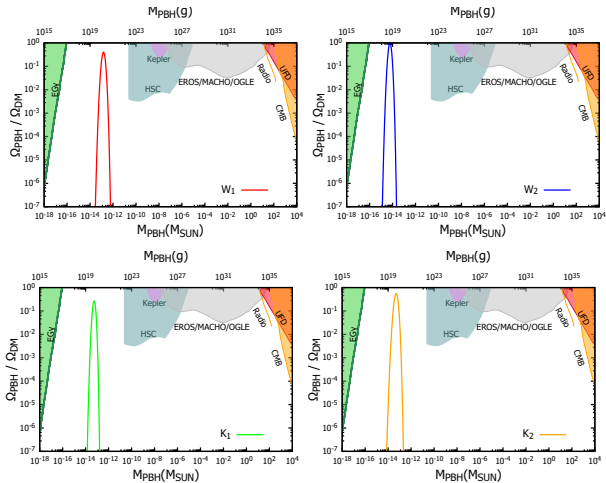 M_PBH(g)
10^15 10^19 10^23 10^27 10^31 10^35
10^0
10^-1
10^-2
10^-3
10^-4
10^-5
10^-6
10^-7
Ω_PBH / Ω_DM
EGγ
Kepler
HSC
EROS/MACHO/OGLE
Radio
UFD
CMB
W_1
10^-18 10^-16 10^-14 10^-12 10^-10 10^-8 10^-6 10^-4 10^-2 10^0 10^2 10^4
M_PBH(M_SUN)
M_PBH(g)
10^15 10^19 10^23 10^27 10^31 10^35
10^0
10^-1
10^-2
10^-3
10^-4
10^-5
10^-6
10^-7
Ω_PBH / Ω_DM
EGγ
Kepler
HSC
EROS/MACHO/OGLE
Radio
UFD
CMB
W_2
10^-18 10^-16 10^-14 10^-12 10^-10 10^-8 10^-6 10^-4 10^-2 10^0 10^2 10^4
M_PBH(M_SUN)
M_PBH(g)
10^15 10^19 10^23 10^27 10^31 10^35
10^0
10^-1
10^-2
10^-3
10^-4
10^-5
10^-6
10^-7
Ω_PBH / Ω_DM
EGγ
Kepler
HSC
EROS/MACHO/OGLE
Radio
UFD
CMB
K_1
10^-18 10^-16 10^-14 10^-12 10^-10 10^-8 10^-6 10^-4 10^-2 10^0 10^2 10^4
M_PBH(M_SUN)
M_PBH(g)
10^15 10^19 10^23 10^27 10^31 10^35
10^0
10^-1
10^-2
10^-3
10^-4
10^-5
10^-6
10^-7
Ω_PBH / Ω_DM
EGγ
Kepler
HSC
EROS/MACHO/OGLE
Radio
UFD
CMB
K_2
10^-18 10^-16 10^-14 10^-12 10^-10 10^-8 10^-6 10^-4 10^-2 10^0 10^2 10^4
M_PBH(M_SUN)